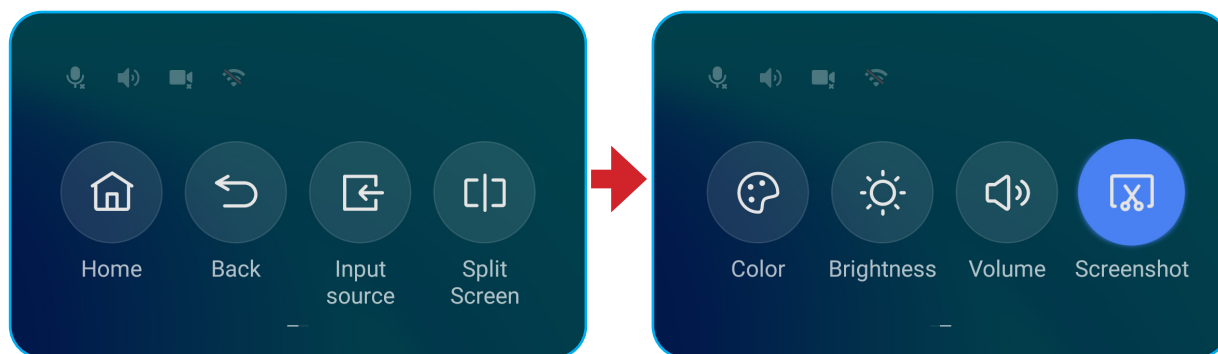 Home
Back
Input
source
Split
Screen
Color
Brightness
Volume
Screenshot